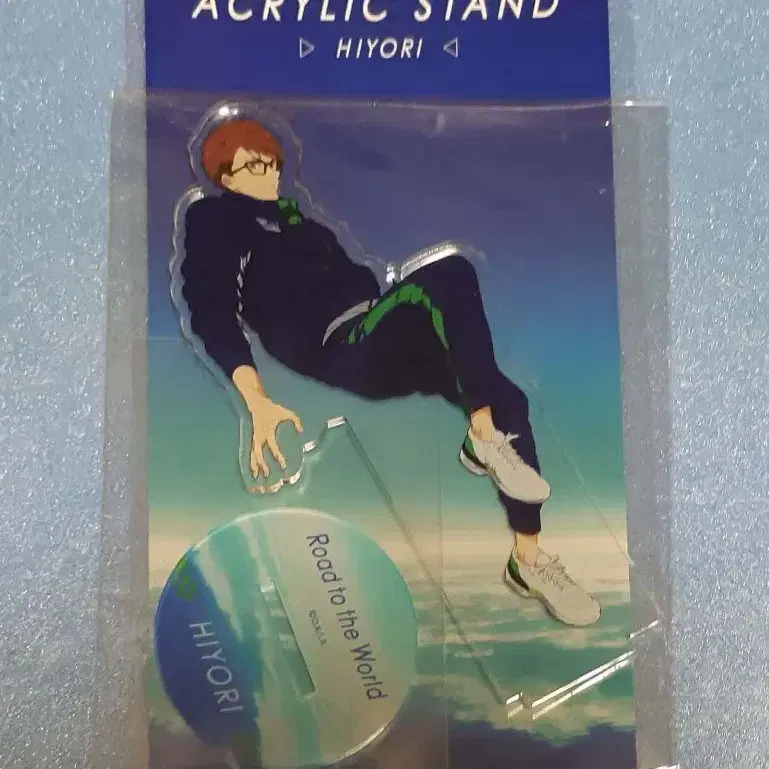 ACRYLIC STAND
▷ HIYORI ◁
Road to the World
HIYORI